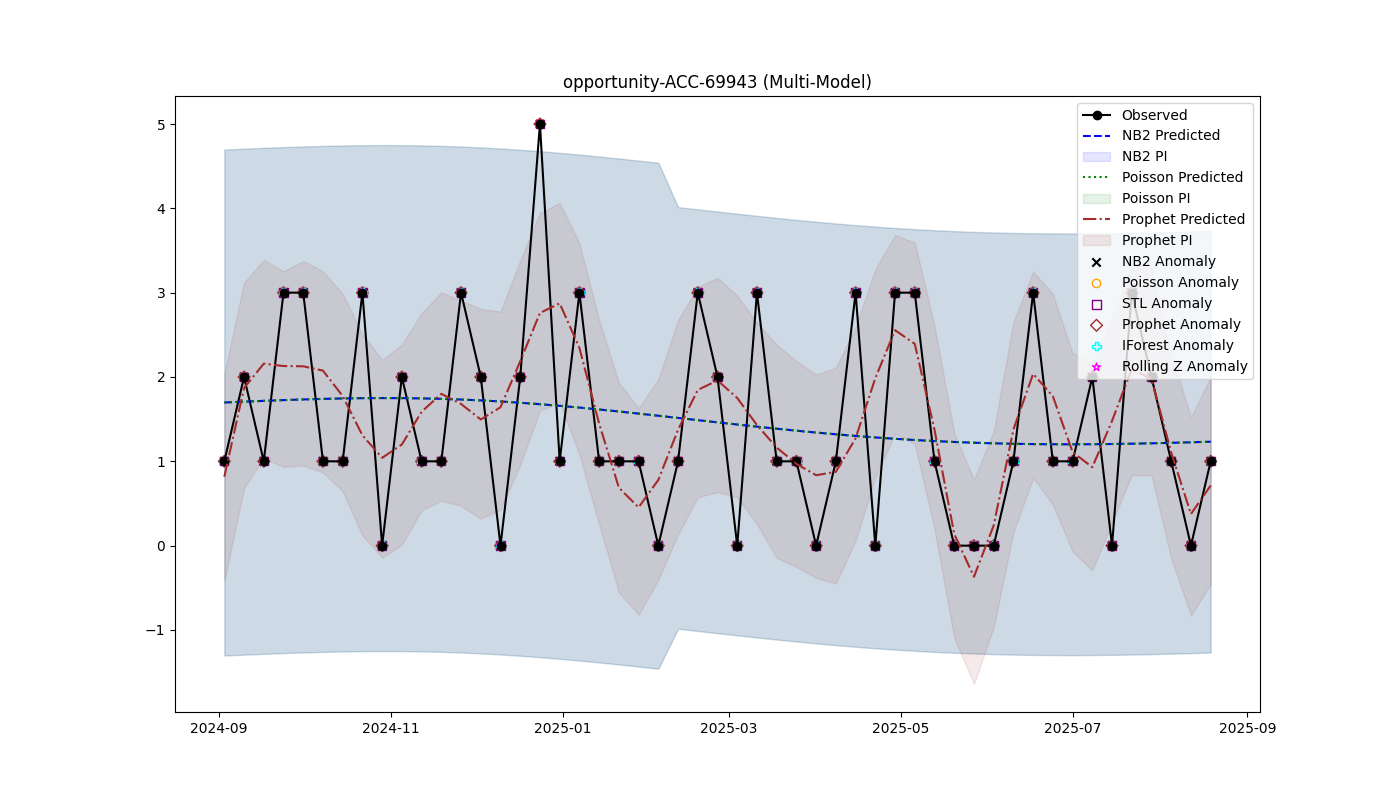 opportunity-ACC-69943 (Multi-Model)
5
4
3
2
1
0
−1
2024-09
2024-11
2025-01
2025-03
2025-05
2025-07
2025-09
Observed
NB2 Predicted
NB2 PI
Poisson Predicted
Poisson PI
Prophet Predicted
Prophet PI
NB2 Anomaly
Poisson Anomaly
STL Anomaly
Prophet Anomaly
IForest Anomaly
Rolling Z Anomaly